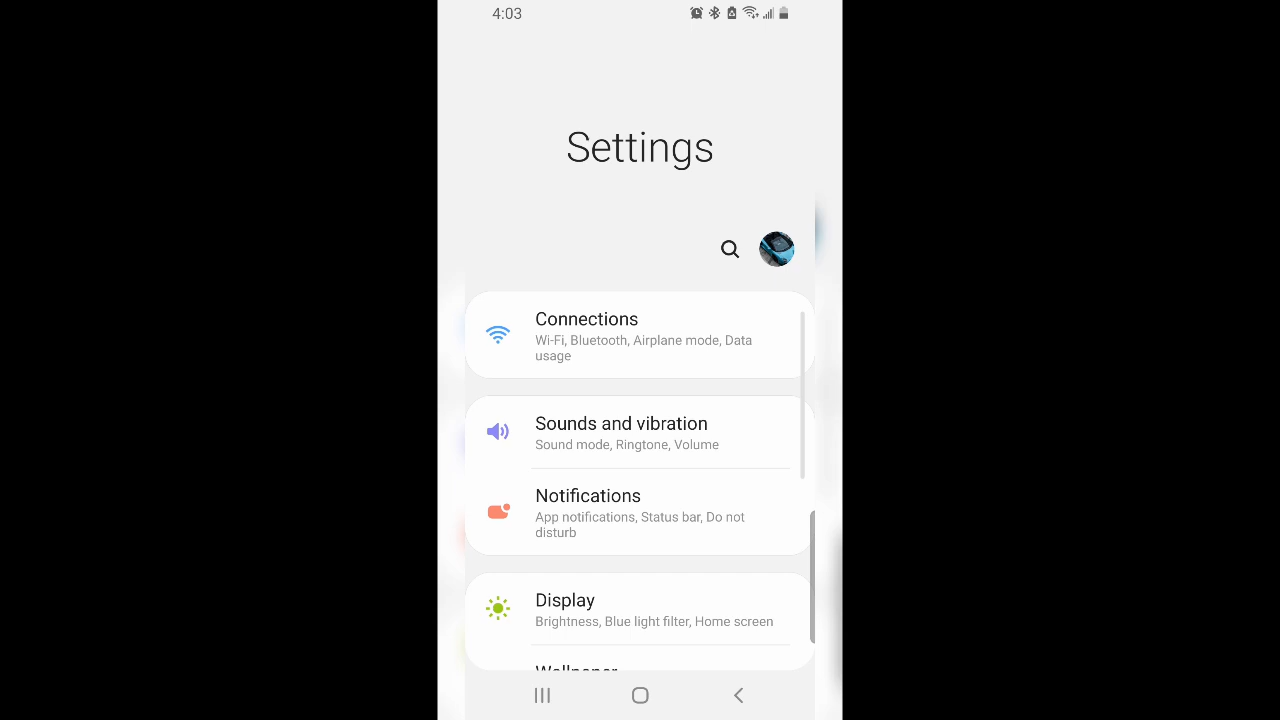 4:03
Settings
Connections
Wi-Fi, Bluetooth, Airplane mode, Data
usage
Sounds and vibration
Sound mode, Ringtone, Volume
Notifications
App notifications, Status bar, Do not
disturb
Display
Brightness, Blue light filter, Home screen
Wallpaper